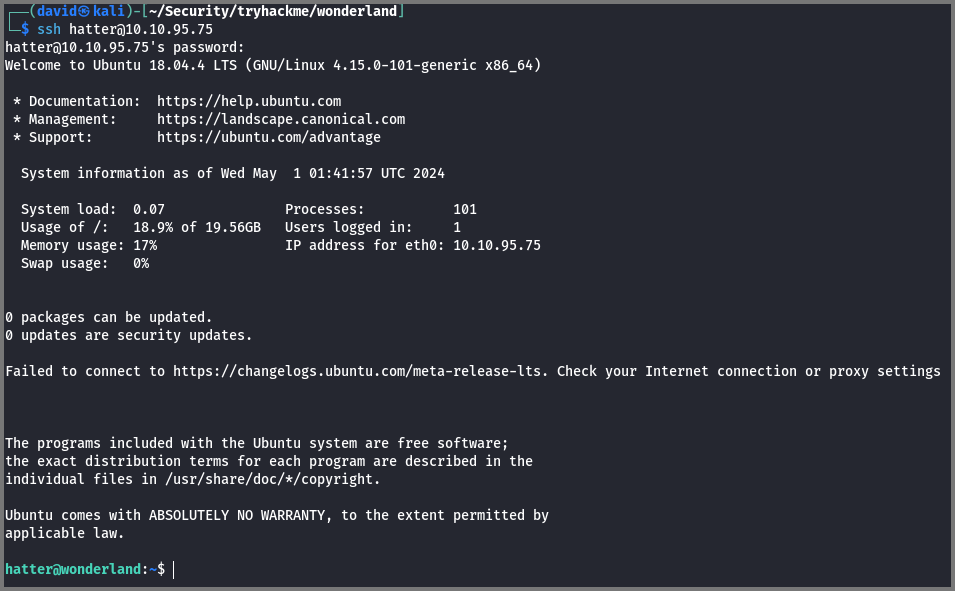 ┌──(david㉿kali)-[~/Security/tryhackme/wonderland]
└─$ ssh hatter@10.10.95.75
hatter@10.10.95.75's password:
Welcome to Ubuntu 18.04.4 LTS (GNU/Linux 4.15.0-101-generic x86_64)
* Documentation:  https://help.ubuntu.com
* Management:     https://landscape.canonical.com
* Support:        https://ubuntu.com/advantage
System information as of Wed May  1 01:41:57 UTC 2024
System load:  0.07               Processes:           101
Usage of /:   18.9% of 19.56GB   Users logged in:     1
Memory usage: 17%                IP address for eth0: 10.10.95.75
Swap usage:   0%
0 packages can be updated.
0 updates are security updates.
Failed to connect to https://changelogs.ubuntu.com/meta-release-lts. Check your Internet connection or proxy settings
The programs included with the Ubuntu system are free software;
the exact distribution terms for each program are described in the
individual files in /usr/share/doc/*/copyright.
Ubuntu comes with ABSOLUTELY NO WARRANTY, to the extent permitted by
applicable law.
hatter@wonderland:~$